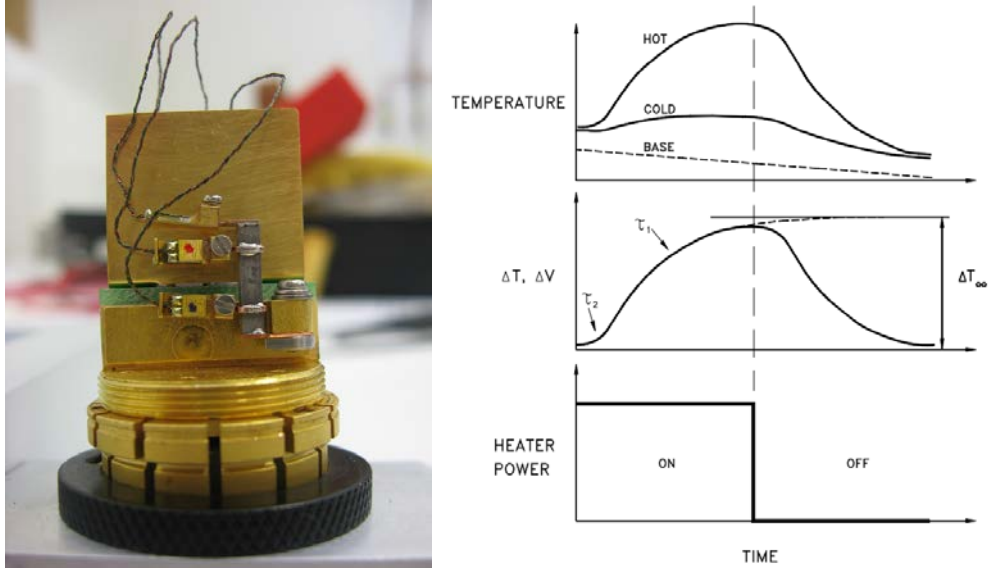 TEMPERATURE
HOT
COLD
BASE
ΔT, ΔV
τ₁
τ₂
ΔT∞
HEATER
POWER
ON
OFF
TIME